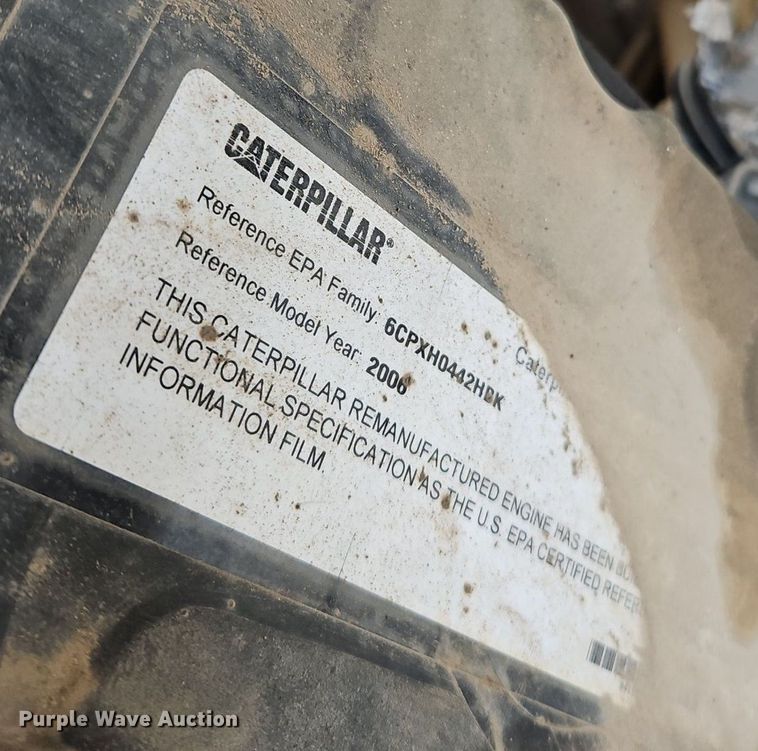 CATERPILLAR®
Reference EPA Family: 6CPXH0442HBK
Reference Model Year: 2006
THIS CATERPILLAR REMANUFACTURED ENGINE HAS BEEN
FUNCTIONAL SPECIFICATION AS THE U.S. EPA CERTIFIED
INFORMATION FILM.
Purple Wave Auction